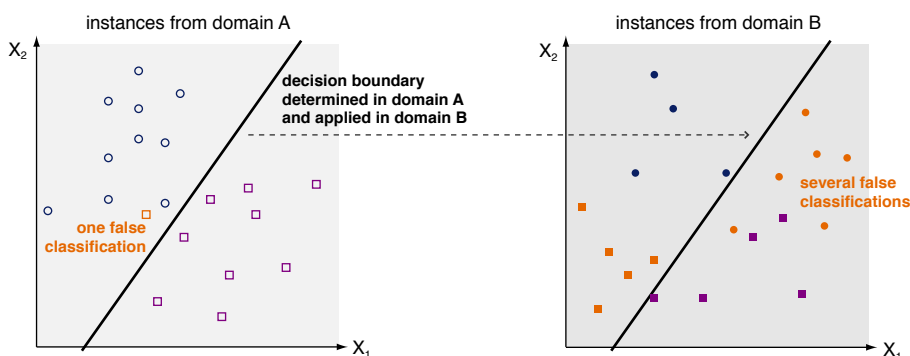 instances from domain A
X2
decision boundary
determined in domain A
and applied in domain B
one false
classification
X1
instances from domain B
X2
several false
classifications
X1